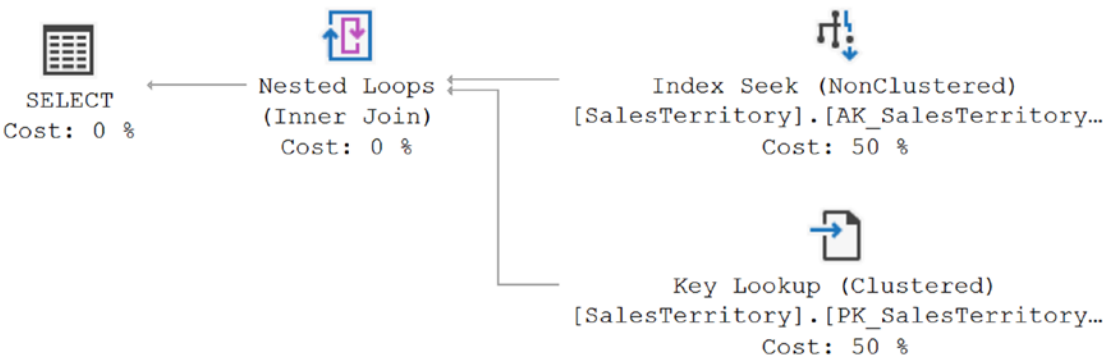 SELECT
Cost: 0 %
Nested Loops
(Inner Join)
Cost: 0 %
Index Seek (NonClustered)
[SalesTerritory].[AK_SalesTerritory…
Cost: 50 %
Key Lookup (Clustered)
[SalesTerritory].[PK_SalesTerritory…
Cost: 50 %